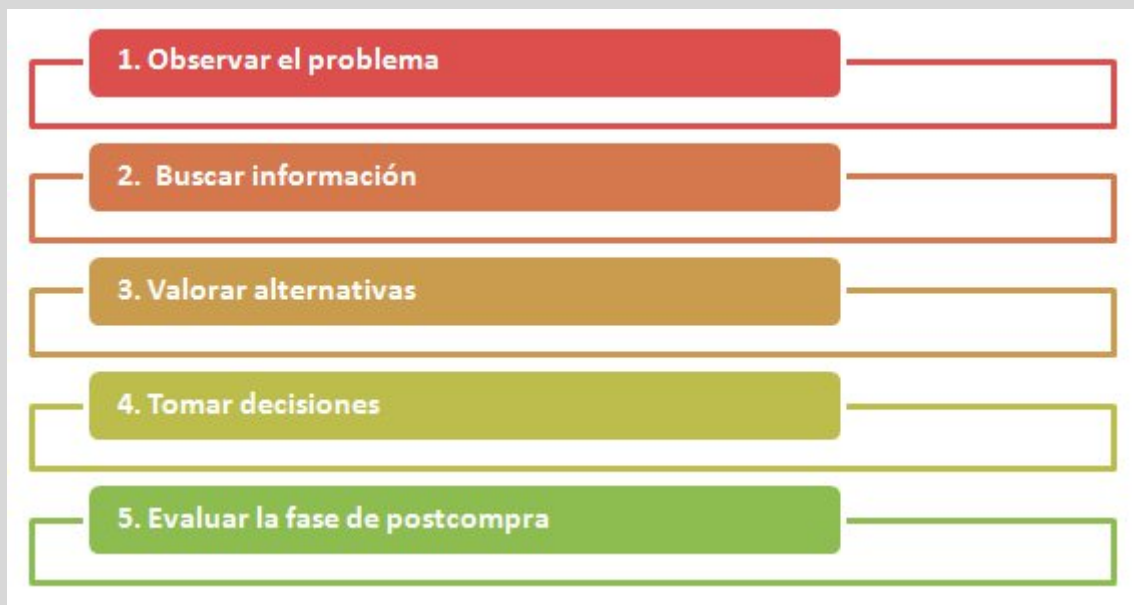 1. Observar el problema
2. Buscar información
3. Valorar alternativas
4. Tomar decisiones
5. Evaluar la fase de postcompra